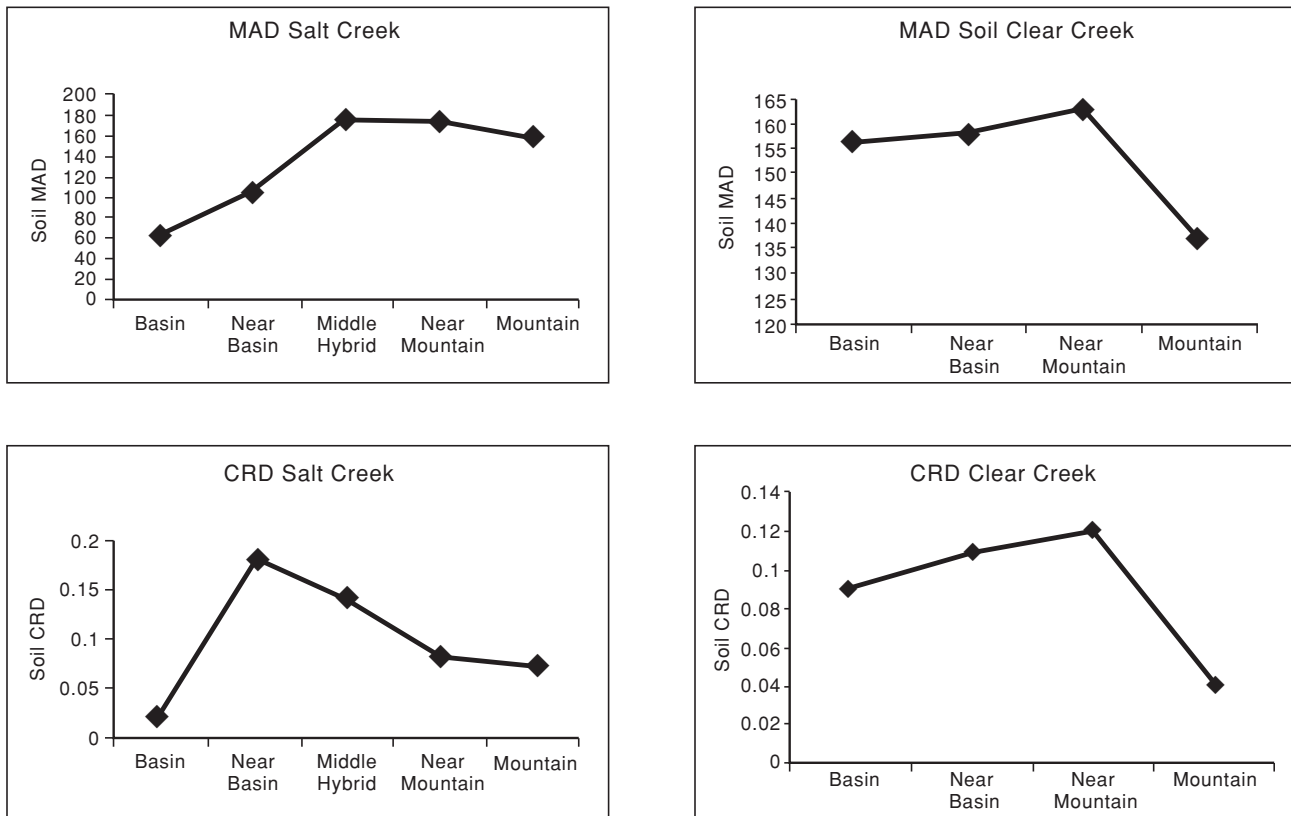 MAD Salt Creek
Soil MAD
200
180
160
140
120
100
80
60
40
20
0
Basin
Near
Basin
Middle
Hybrid
Near
Mountain
Mountain
MAD Soil Clear Creek
Soil MAD
165
160
155
145
145
140
135
130
125
120
Basin
Near
Basin
Near
Mountain
Mountain
CRD Salt Creek
Soil CRD
0.2
0.15
0.1
0.05
0
Basin
Near
Basin
Middle
Hybrid
Near
Mountain
Mountain
CRD Clear Creek
Soil CRD
0.14
0.12
0.1
0.08
0.06
0.04
0.02
0
Basin
Near
Basin
Near
Mountain
Mountain